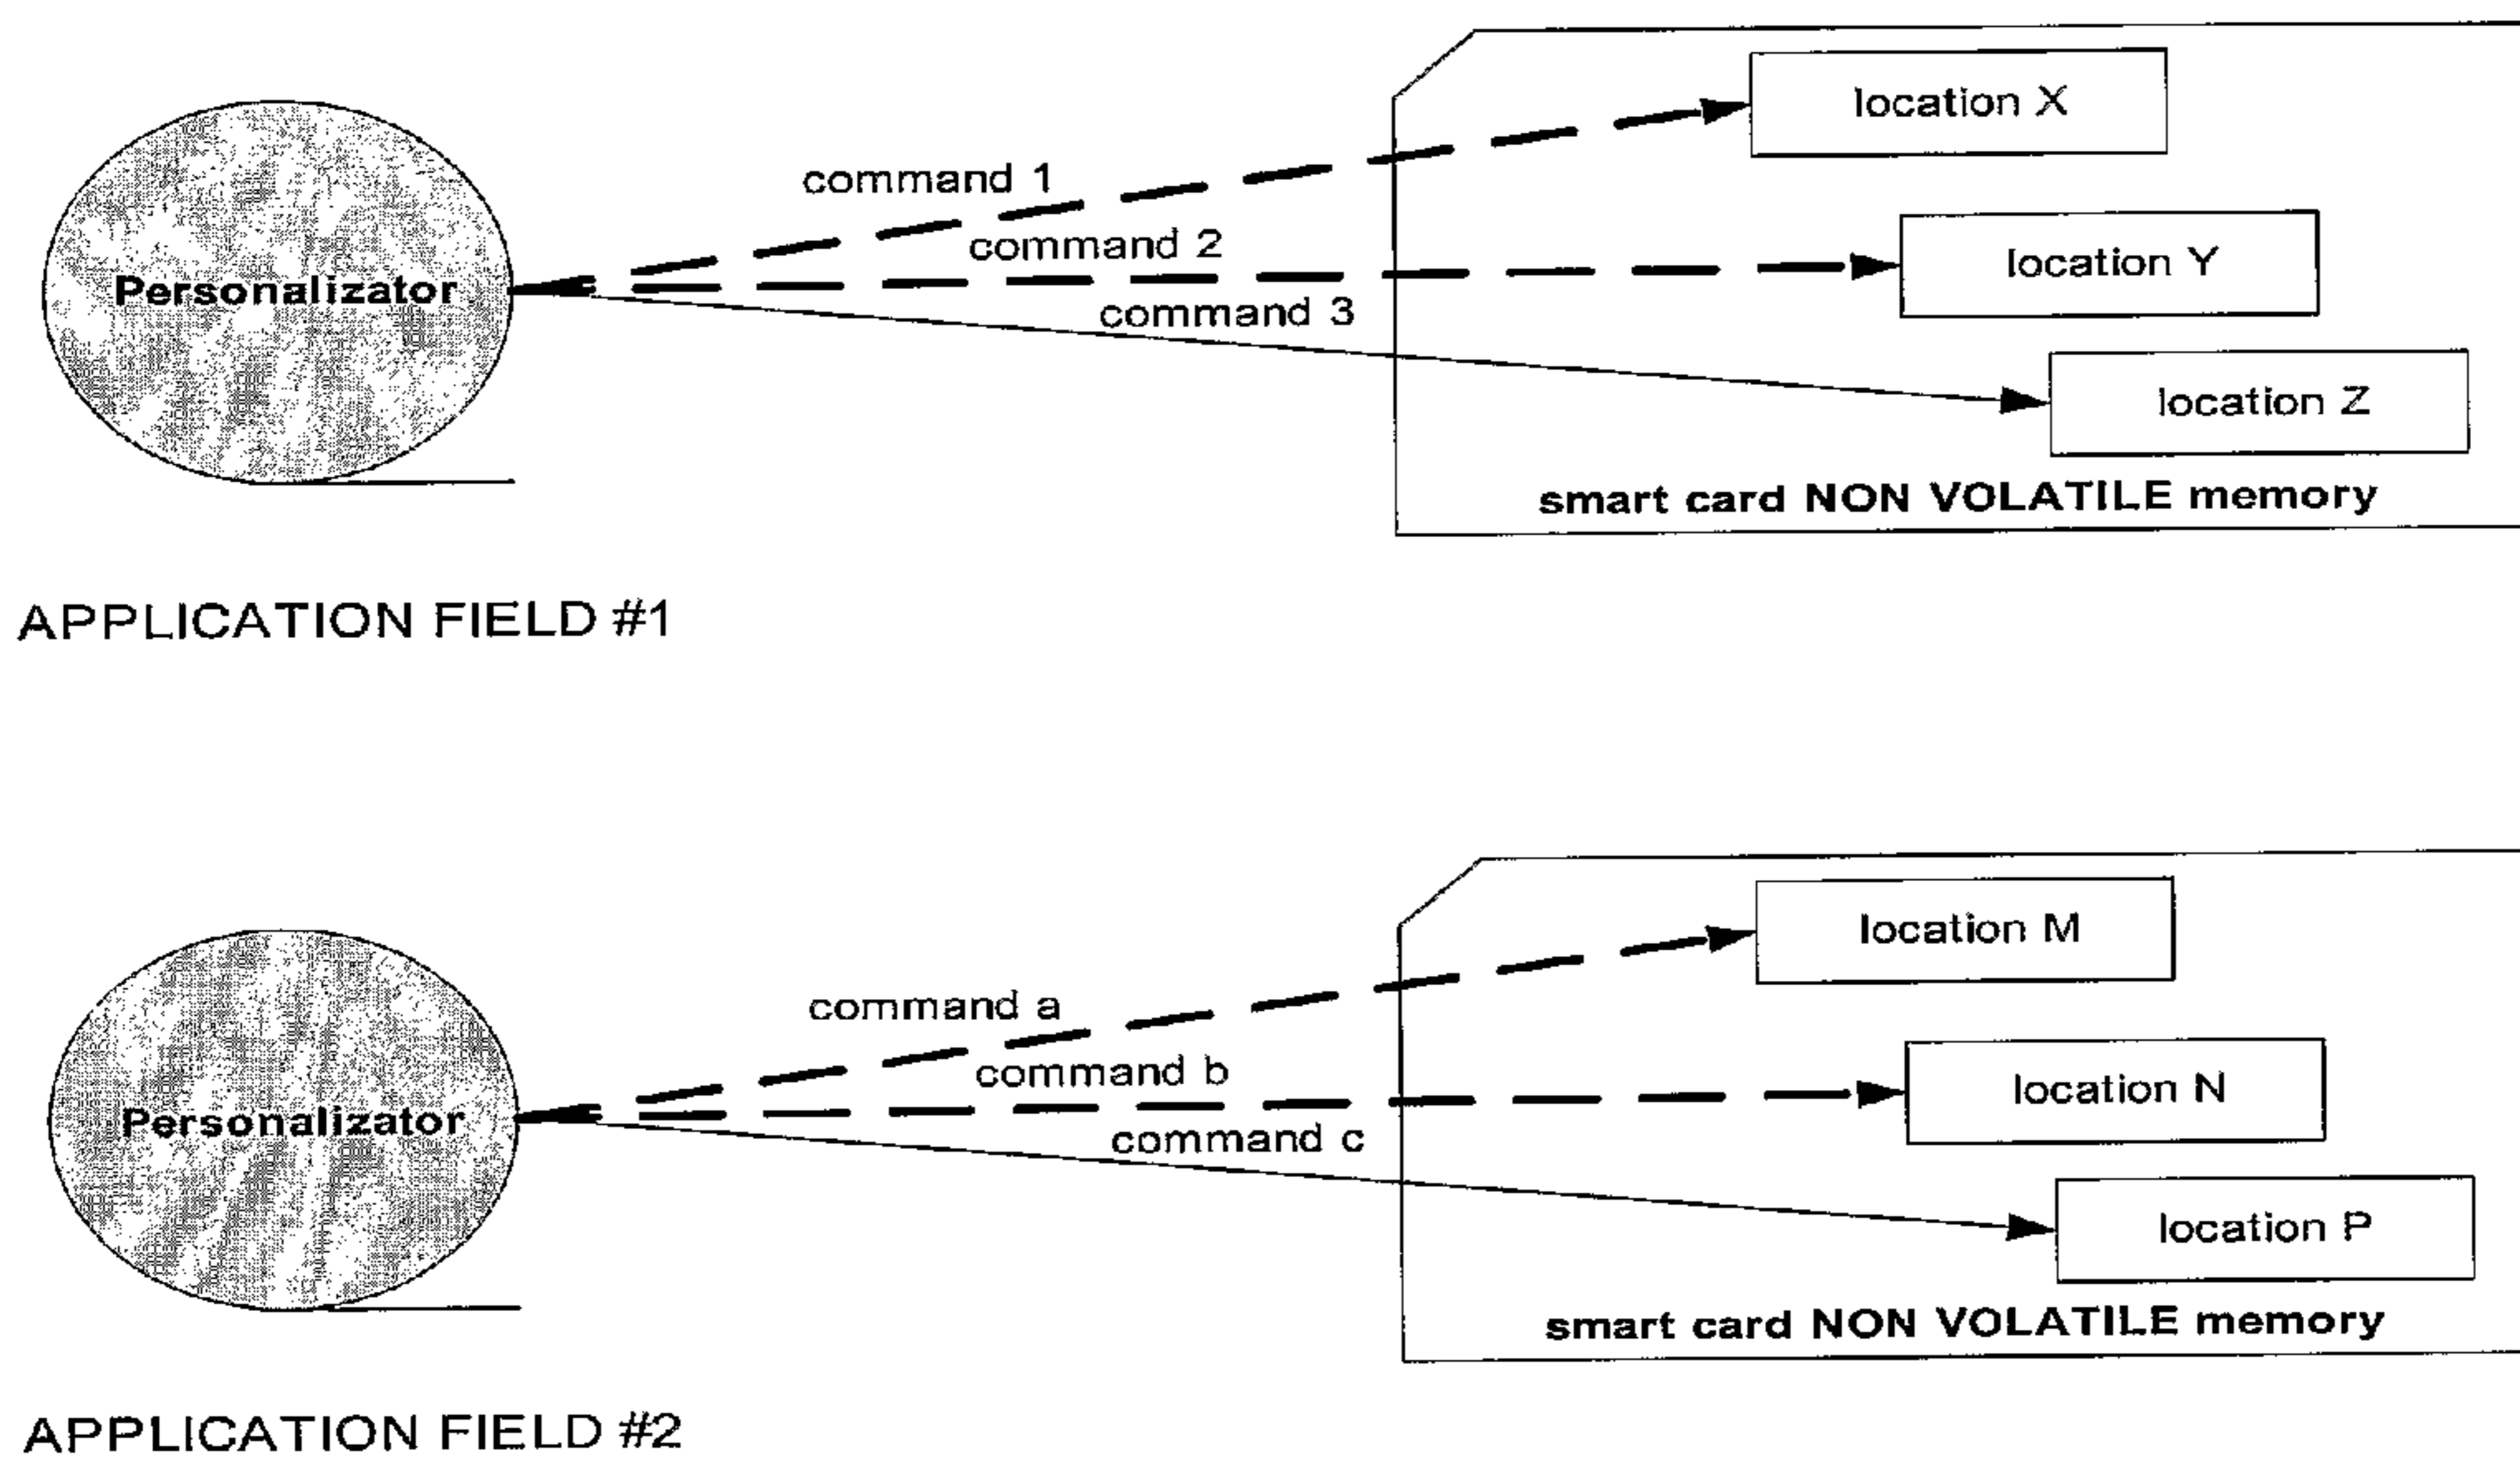 location X
command 1
command 2
location Y
Personalizator
command 3
location Z
smart card NON VOLATILE memory
APPLICATION FIELD #1
location M
command a
command b
location N
Personalizator
command c
location P
smart card NON VOLATILE memory
APPLICATION FIELD #2